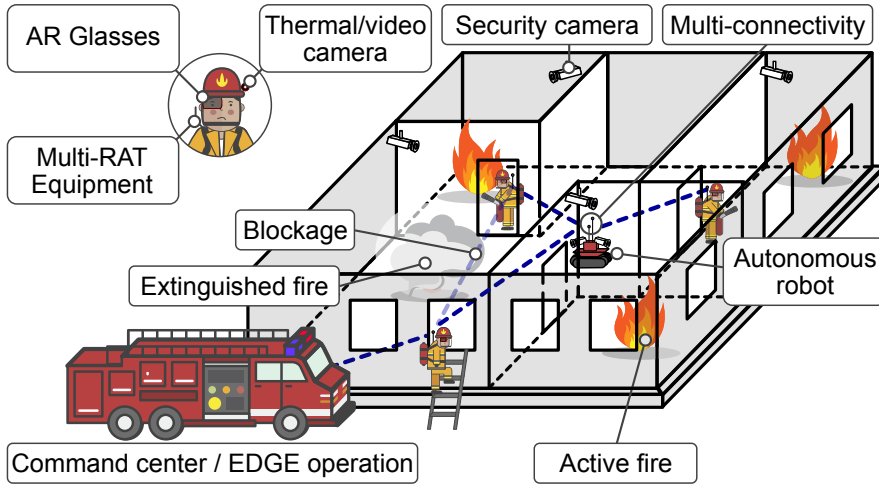 AR Glasses
Thermal/video
camera
Security camera
Multi-connectivity
Multi-RAT
Equipment
Blockage
Extinguished fire
Autonomous
robot
Command center / EDGE operation
Active fire